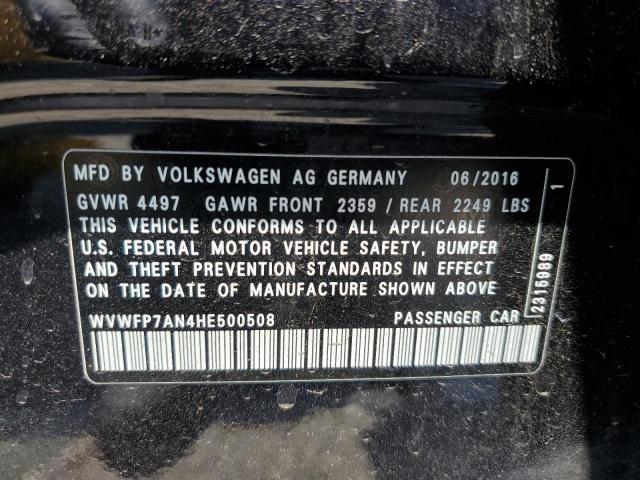 MFD BY VOLKSWAGEN AG GERMANY 06/2016
GVWR 4497 GAWR FRONT 2359 / REAR 2249 LBS
THIS VEHICLE CONFORMS TO ALL APPLICABLE
U.S. FEDERAL MOTOR VEHICLE SAFETY, BUMPER
AND THEFT PREVENTION STANDARDS IN EFFECT
ON THE DATE OF MANUFACTURE SHOWN ABOVE
WVWFP7AN4HE500508 PASSENGER CAR
2315989 1